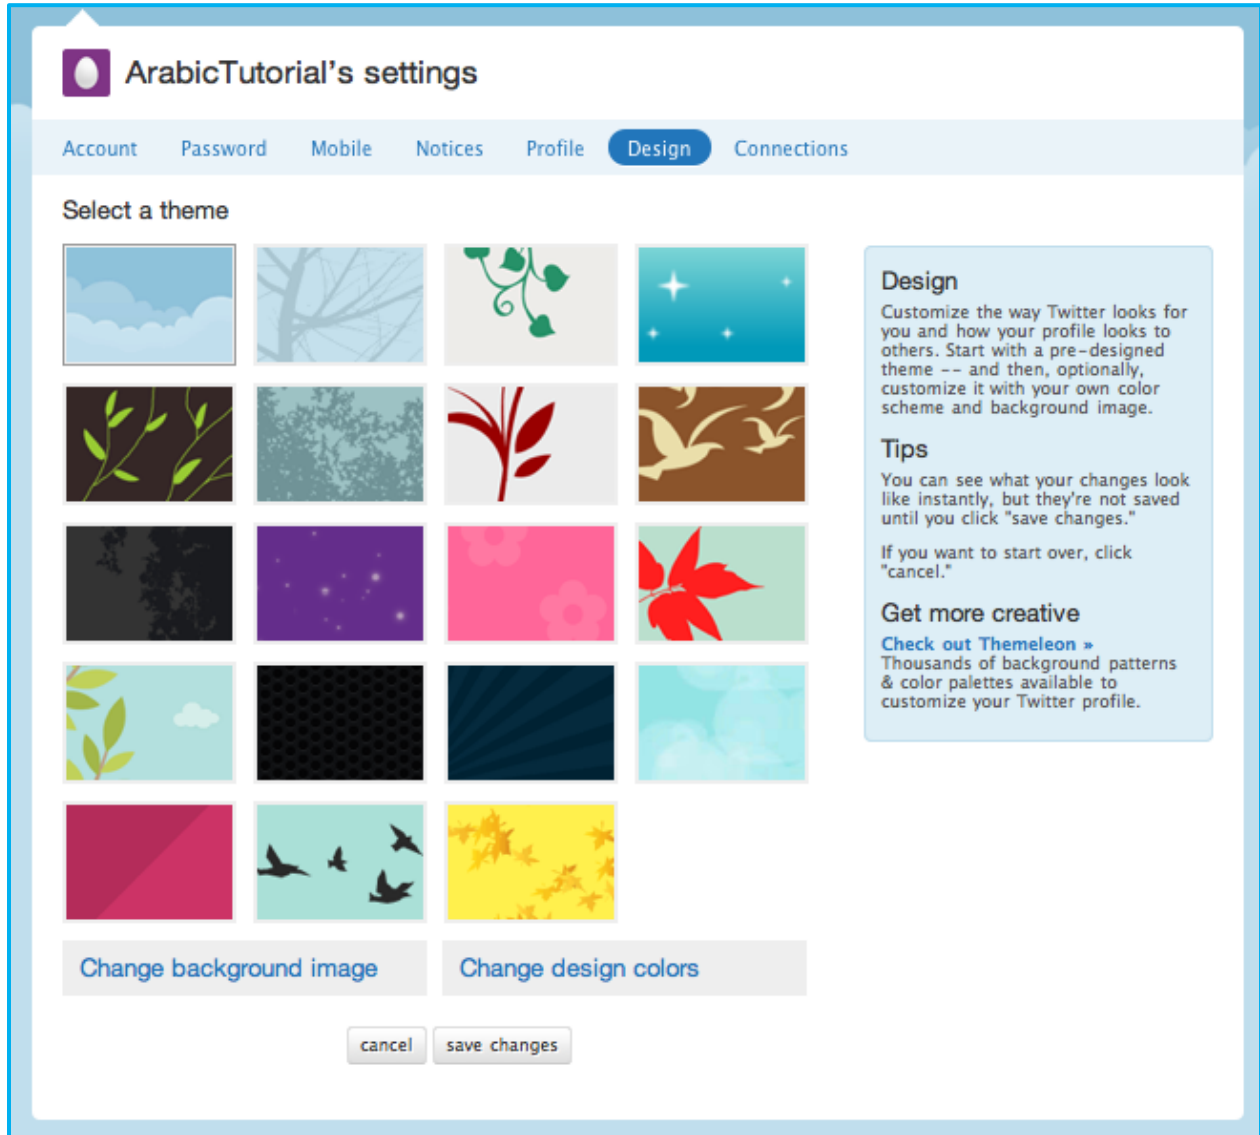 ArabicTutorial's settings
Account Password Mobile Notices Profile Design Connections
Select a theme
Design
Customize the way Twitter looks for
you and how your profile looks to
others. Start with a pre-designed
theme -- and then, optionally,
customize it with your own color
scheme and background image.
Tips
You can see what your changes look
like instantly, but they're not saved
until you click "save changes."
If you want to start over, click
"cancel."
Get more creative
Check out Themeleon »
Thousands of background patterns
& color palettes available to
customize your Twitter profile.
Change background image
Change design colors
cancel
save changes